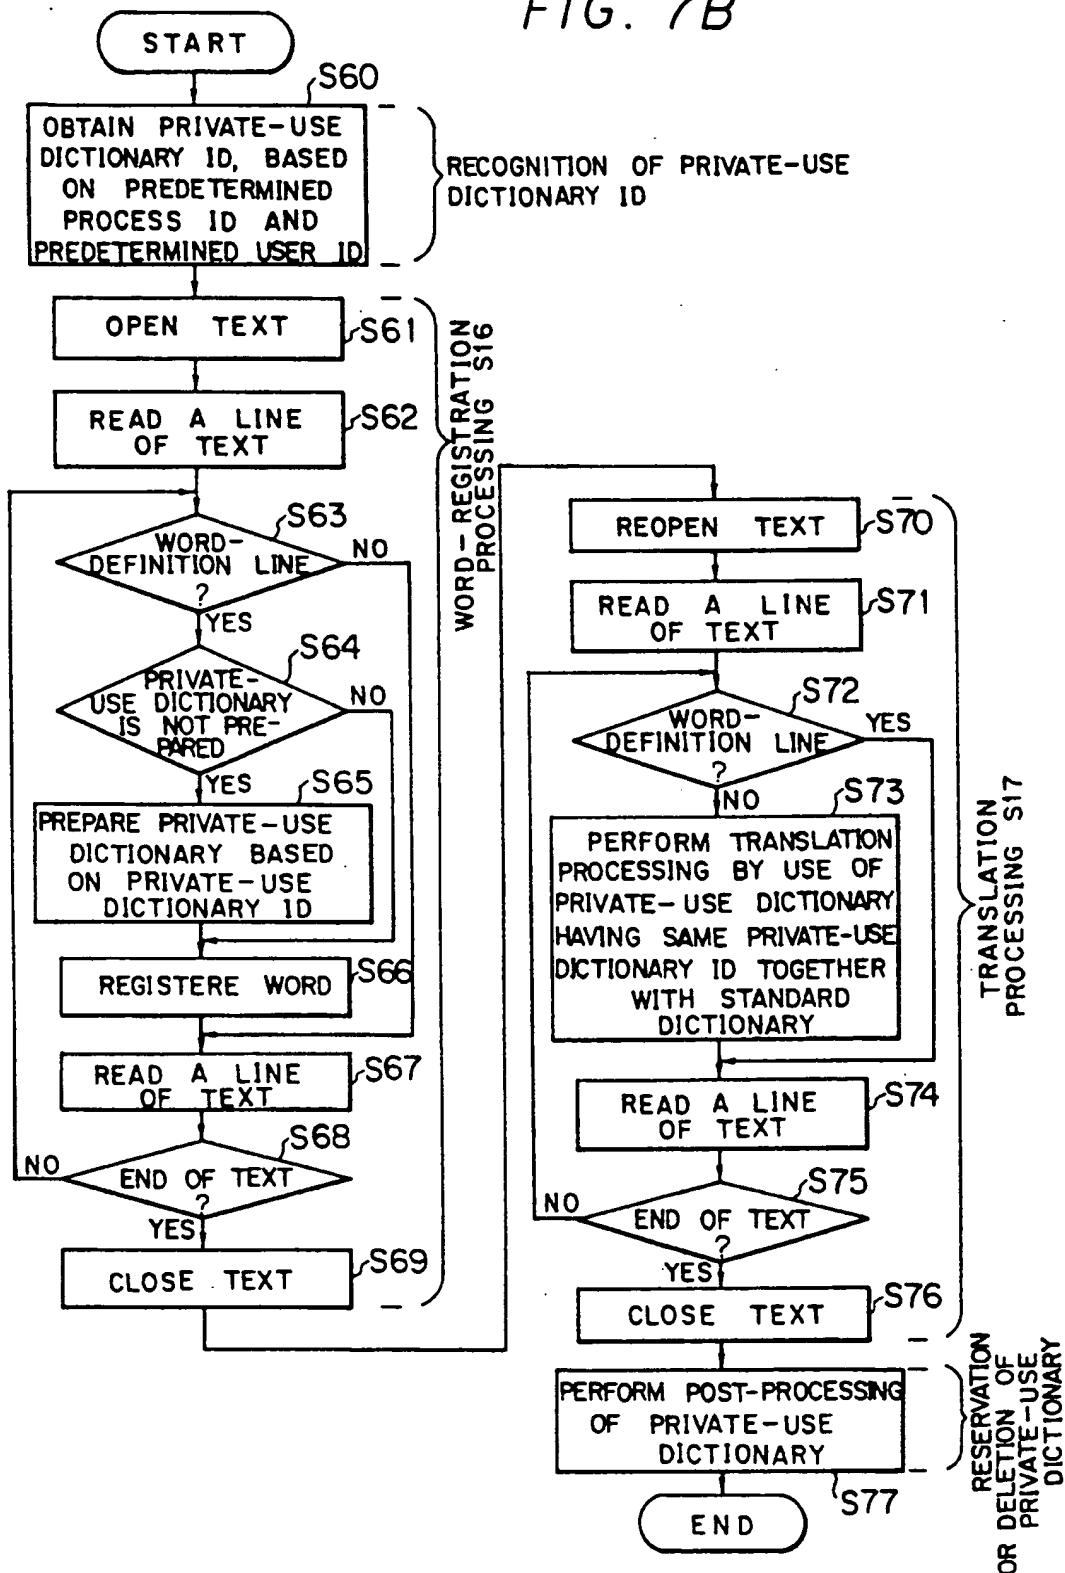 FIG. 7B
START
S60
OBTAIN PRIVATE-USE
DICTIONARY ID, BASED
ON PREDETERMINED
PROCESS ID AND
PREDETERMINED USER ID
RECOGNITION OF PRIVATE-USE
DICTIONARY ID
OPEN TEXT
S61
READ A LINE
OF TEXT
S62
S63
WORD-
DEFINITION LINE
?
NO
YES
S64
PRIVATE-
USE DICTIONARY
IS NOT PRE-
PARED
NO
YES
S65
PREPARE PRIVATE-USE
DICTIONARY BASED
ON PRIVATE-USE
DICTIONARY ID
REGISTERE WORD
S66
READ A LINE
OF TEXT
S67
S68
END OF TEXT
?
NO
YES
CLOSE TEXT
S69
WORD-REGISTRATION
PROCESSING S16
REOPEN TEXT
S70
READ A LINE
OF TEXT
S71
S72
WORD-
DEFINITION LINE
?
YES
NO
S73
PERFORM TRANSLATION
PROCESSING BY USE OF
PRIVATE-USE DICTIONARY
HAVING SAME PRIVATE-USE
DICTIONARY ID TOGETHER
WITH STANDARD
DICTIONARY
READ A LINE
OF TEXT
S74
S75
END OF TEXT
?
NO
YES
CLOSE TEXT
S76
TRANSLATION
PROCESSING S17
PERFORM POST-PROCESSING
OF PRIVATE-USE
DICTIONARY
S77
RESERVATION
OR DELETION OF
PRIVATE-USE
DICTIONARY
END